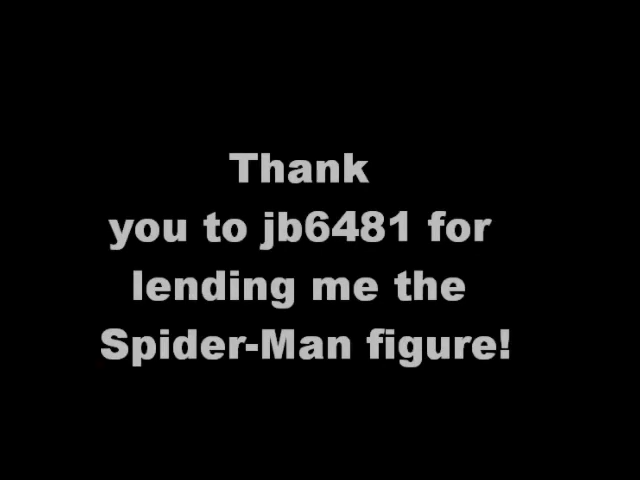 Thank
you to jb6481 for
lending me the
Spider-Man figure!